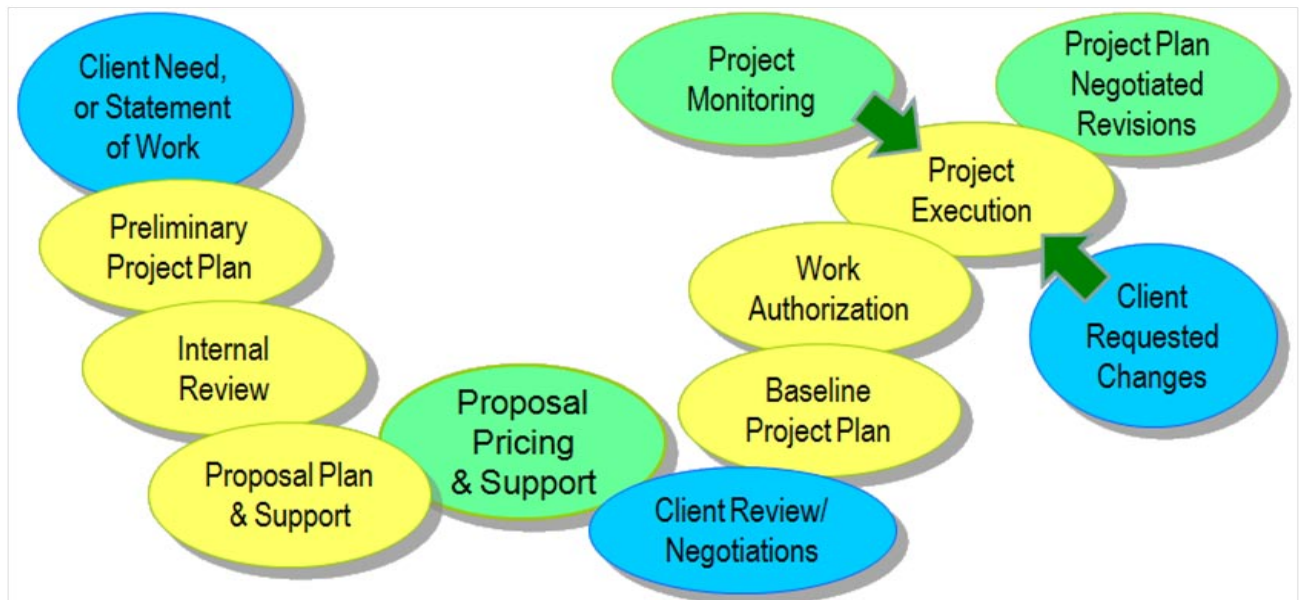 Client Need,
or Statement
of Work
Preliminary
Project Plan
Internal
Review
Proposal Plan
& Support
Proposal
Pricing
& Support
Client Review/
Negotiations
Baseline
Project Plan
Work
Authorization
Project
Execution
Project
Monitoring
Project Plan
Negotiated
Revisions
Client
Requested
Changes